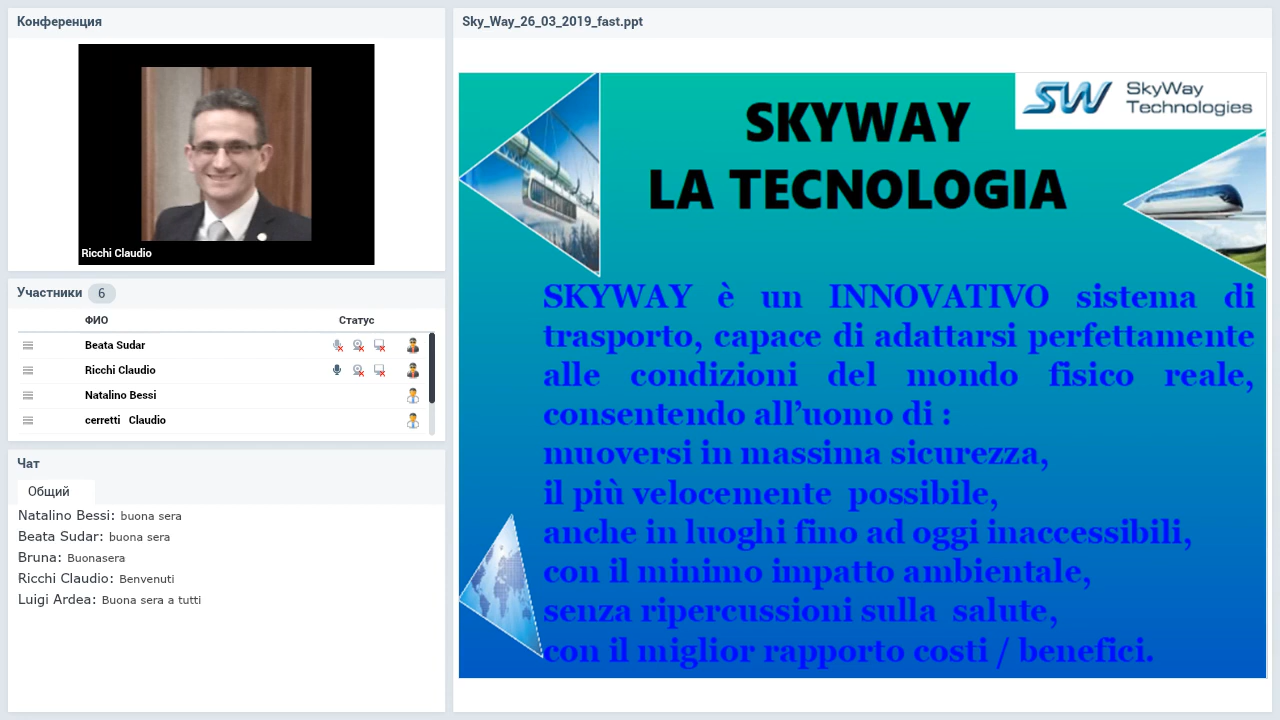 Конференция
Ricchi Claudio
Участники 6
ФИО Статус
Beata Sudar
Ricchi Claudio
Natalino Bessi
cerretti Claudio
Чат
Общий
Natalino Bessi: buona sera
Beata Sudar: buona sera
Bruna: Buonasera
Ricchi Claudio: Benvenuti
Luigi Ardea: Buona sera a tutti
Sky_Way_26_03_2019_fast.ppt
SW SkyWay
Technologies
SKYWAY
LA TECNOLOGIA
SKYWAY è un INNOVATIVO sistema di
trasporto, capace di adattarsi perfettamente
alle condizioni del mondo fisico reale,
consentendo all’uomo di :
muoversi in massima sicurezza,
il più velocemente possibile,
anche in luoghi fino ad oggi inaccessibili,
con il minimo impatto ambientale,
senza ripercussioni sulla salute,
con il miglior rapporto costi / benefici.